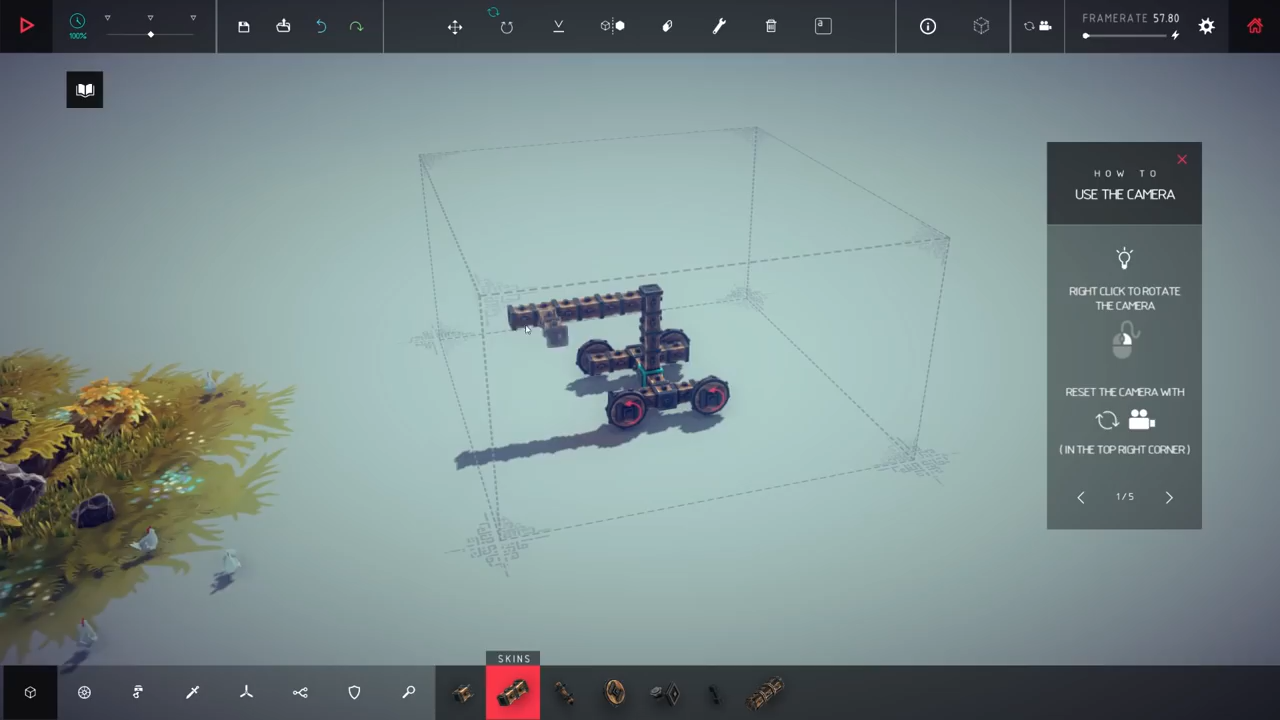 100%
FRAMERATE 57.80
a
HOW TO
USE THE CAMERA
RIGHT CLICK TO ROTATE
THE CAMERA
RESET THE CAMERA WITH
( IN THE TOP RIGHT CORNER )
1/5
SKINS